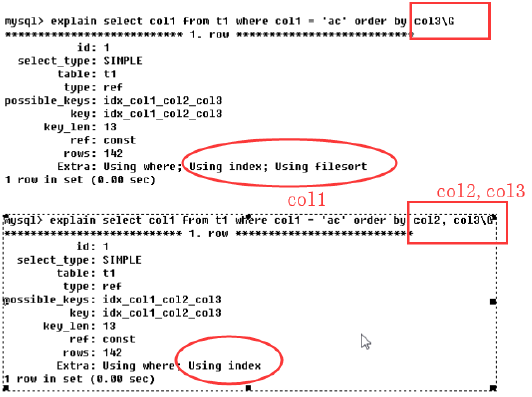 mysql> explain select col1 from t1 where col1 = 'ac' order by col3\G
*************************** 1. row ***************************
id: 1
select_type: SIMPLE
table: t1
type: ref
possible_keys: idx_col1_col2_col3
key: idx_col1_col2_col3
key_len: 13
ref: const
rows: 142
Extra: Using where; Using index; Using filesort
1 row in set (0.00 sec)
col1
col2,col3
mysql> explain select col1 from t1 where col1 = 'ac' order by col2, col3\G
*************************** 1. row ***************************
id: 1
select_type: SIMPLE
table: t1
type: ref
possible_keys: idx_col1_col2_col3
key: idx_col1_col2_col3
key_len: 13
ref: const
rows: 142
Extra: Using where; Using index
1 row in set (0.00 sec)